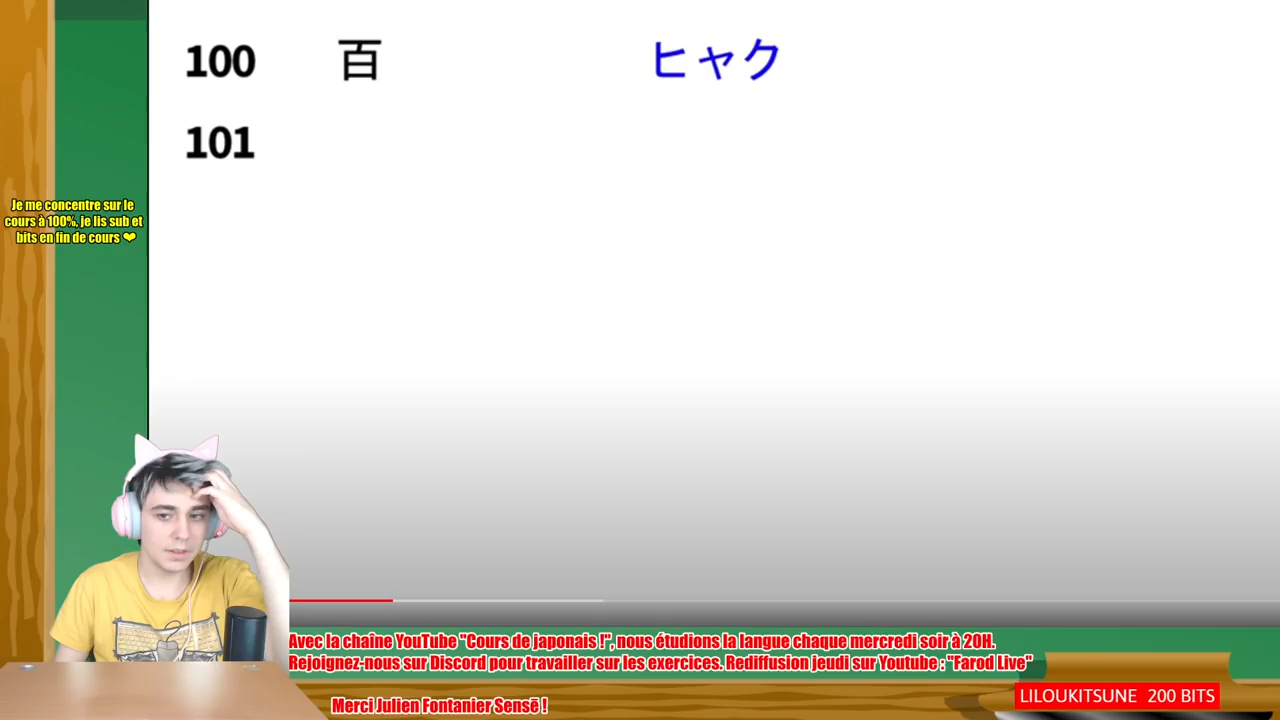 100 百 ヒャク
101
Je me concentre sur le
cours à 100%, je lis sub et
bits en fin de cours ❤
Avec la chaîne YouTube "Cours de japonais !", nous étudions la langue chaque mercredi soir à 20H.
Rejoignez-nous sur Discord pour travailler sur les exercices. Rediffusion jeudi sur Youtube : "Farod Live"
Merci Julien Fontanier Sensē !
LILOUKITSUNE 200 BITS